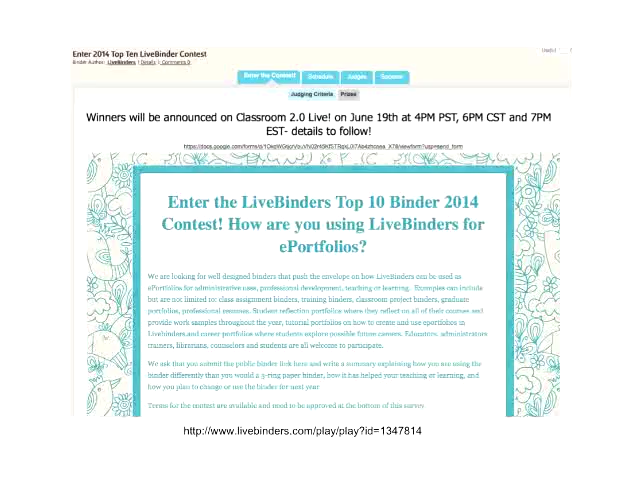 Enter 2014 Top Ten LiveBinder Contest
Binder Author: LiveBinders | Details | Comments 0
Enter the Contest! Schedule Judges Sponsor
Judging Criteria Prizes
Winners will be announced on Classroom 2.0 Live! on June 19th at 4PM PST, 6PM CST and 7PM
EST- details to follow!
Enter the LiveBinders Top 10 Binder 2014
Contest! How are you using LiveBinders for
ePortfolios?
We are looking for well designed binders that push the envelope on how LiveBinders can be used as
ePortfolios for administrative uses, professional development, teaching or learning. Examples can include
but are not limited to: class assignment binders, training binders, classroom project binders, graduate
portfolios, professional resumes. Student reflection portfolios where they reflect on all of their courses and
provide work samples throughout the year, tutorial portfolios on how to create and use eportfolios in
Livebinders and career portfolios where students explore possible future careers. Educators, administrators
trainers, librarians, counselors and students are all welcome to participate.
We ask that you submit the public binder link here and write a summary explaining how you are using the
binder differently than you would a 3-ring paper binder, how it has helped your teaching or learning, and
how you plan to change or use the binder for next year
Terms for the contest are available and need to be approved at the bottom of this survey
http://www.livebinders.com/play/play?id=1347814